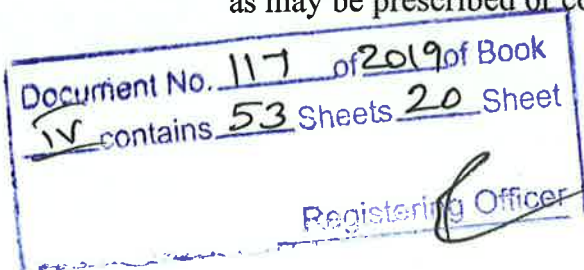 as may be prescribed or co
Document No. 117 of 2019 of Book
IV contains 53 Sheets 20 Sheet
Registering Officer